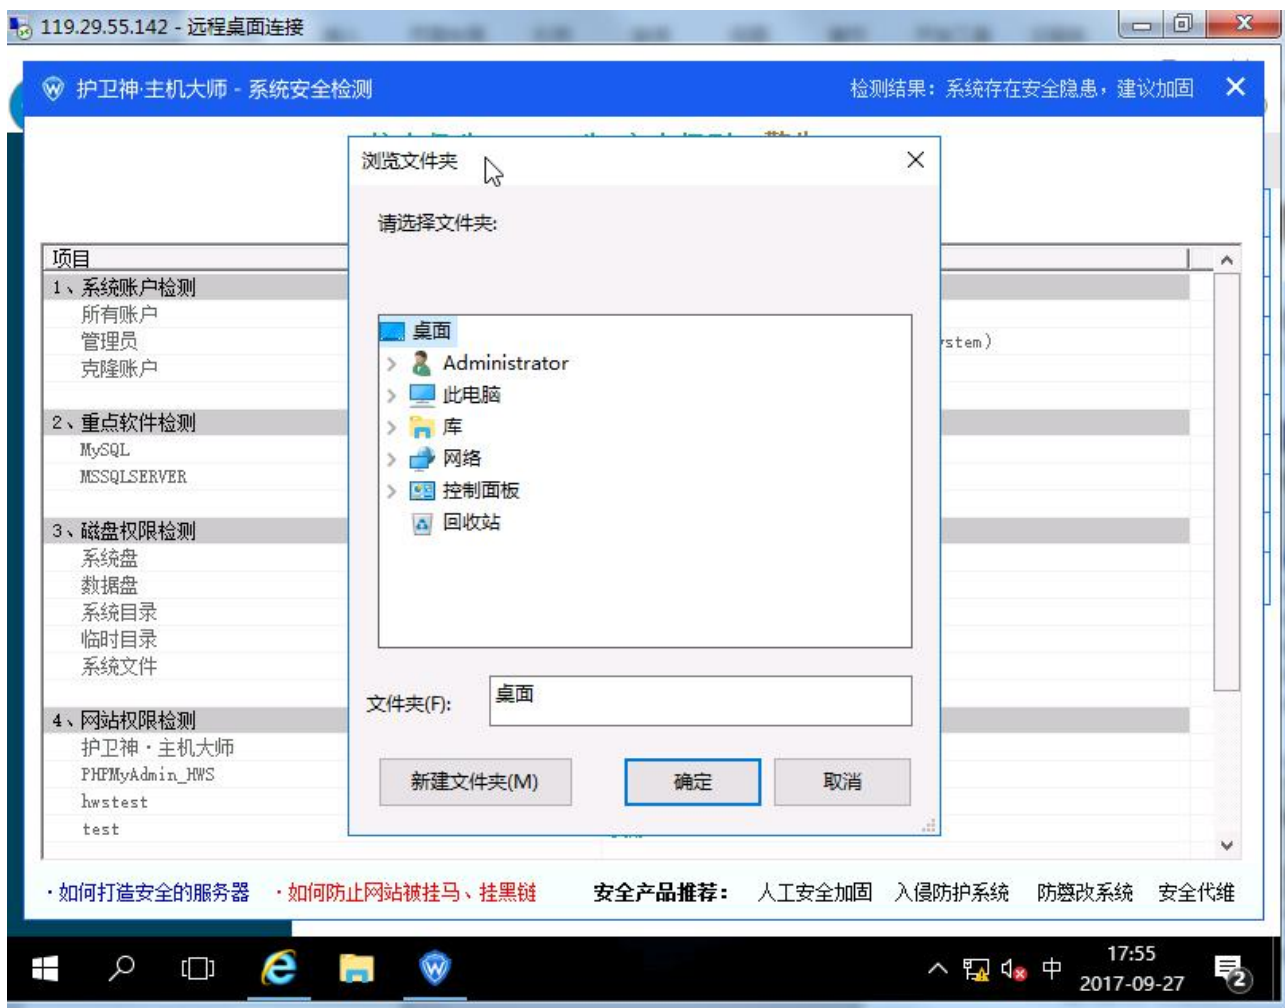 119.29.55.142 - 远程桌面连接
护卫神·主机大师 - 系统安全检测
检测结果：系统存在安全隐患，建议加固
浏览文件夹
请选择文件夹:
项目
1、系统账户检测
所有账户
管理员
ystem)
克隆账户
2、重点软件检测
MySQL
MSSQLSERVER
3、磁盘权限检测
系统盘
数据盘
系统目录
临时目录
系统文件
4、网站权限检测
护卫神·主机大师
PHPMyAdmin_HWS
hwstest
test
桌面
Administrator
此电脑
库
网络
控制面板
回收站
文件夹(F):
桌面
新建文件夹(M)
确定
取消
·如何打造安全的服务器
·如何防止网站被挂马、挂黑链
安全产品推荐：
人工安全加固
入侵防护系统
防篡改系统
安全代维
中
17:55
2017-09-27
2